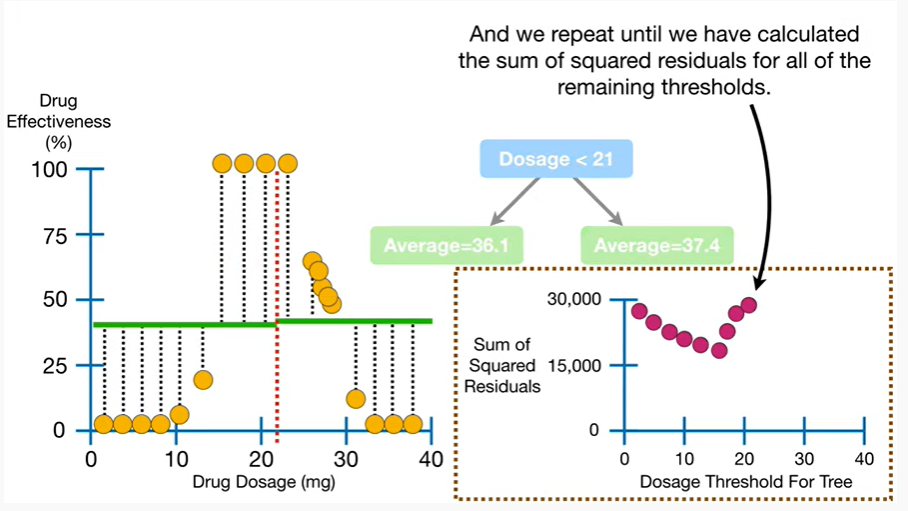 And we repeat until we have calculated
the sum of squared residuals for all of the
remaining thresholds.
Drug
Effectiveness
(%)
100
75
50
25
0
0 10 20 30 40
Drug Dosage (mg)
Dosage < 21
Average=36.1 Average=37.4
Sum of
Squared
Residuals
30,000
15,000
0
0 10 20 30 40
Dosage Threshold For Tree